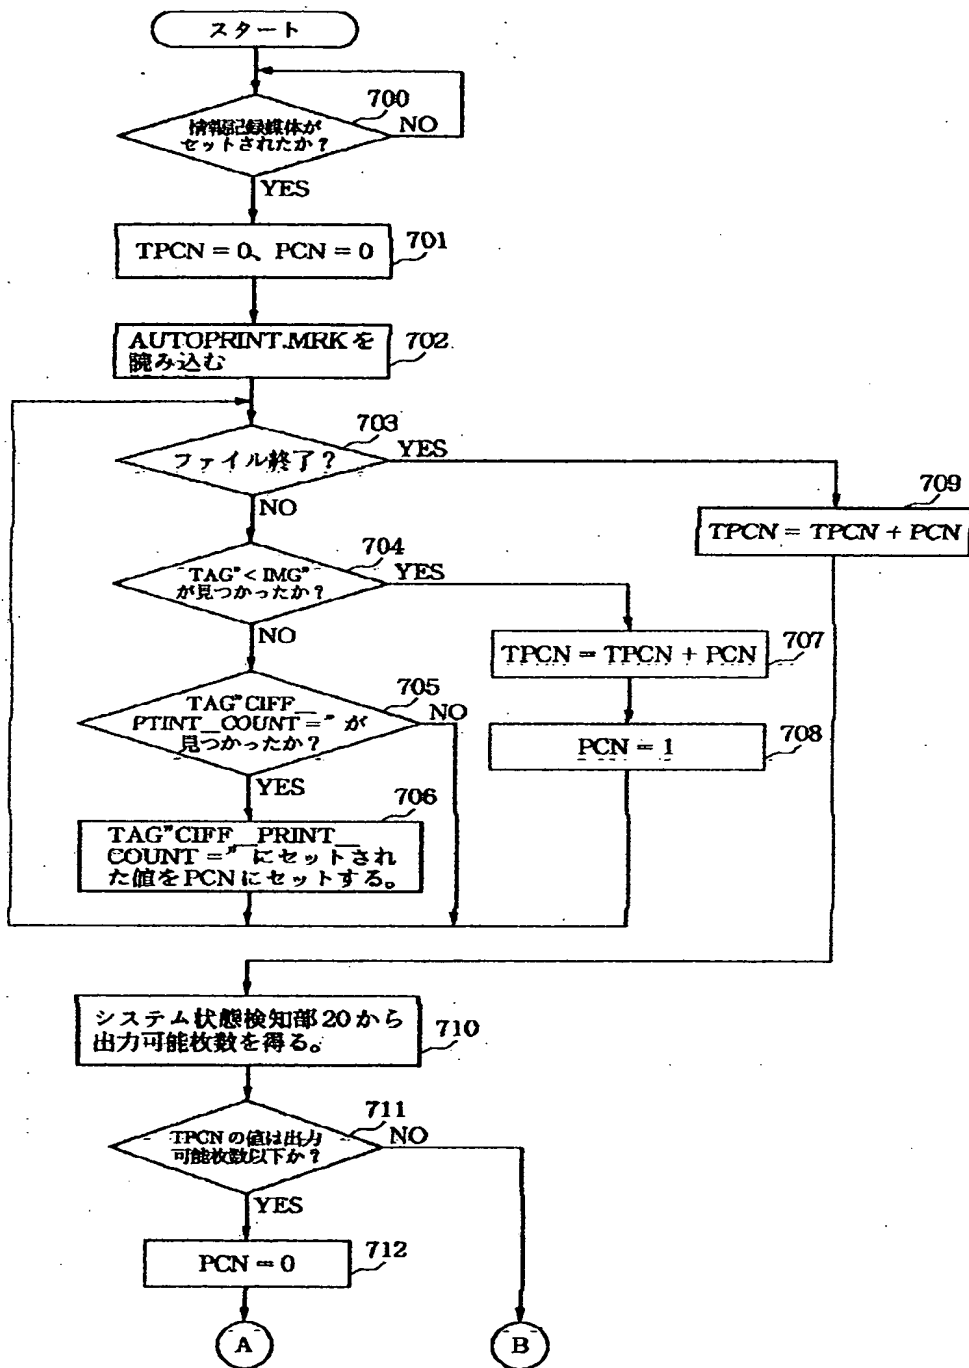 スタート
700
情報記録媒体が
セットされたか?
NO
YES
TPCN = 0、PCN = 0
701
AUTOPRINT.MRKを
読み込む
702
703
ファイル終了?
YES
NO
709
TPCN = TPCN + PCN
704
TAG"<IMG"
が見つかったか?
YES
NO
TPCN = TPCN + PCN
707
705
TAG"CIFF__
PTINT__COUNT=" が
見つかったか?
NO
YES
PCN = 1
708
706
TAG"CIFF__PRINT__
COUNT=" にセットされ
た値をPCNにセットする。
システム状態検知部20から
出力可能枚数を得る。
710
711
TPCNの値は出力
可能枚数以下か?
NO
YES
PCN = 0
712
A
B